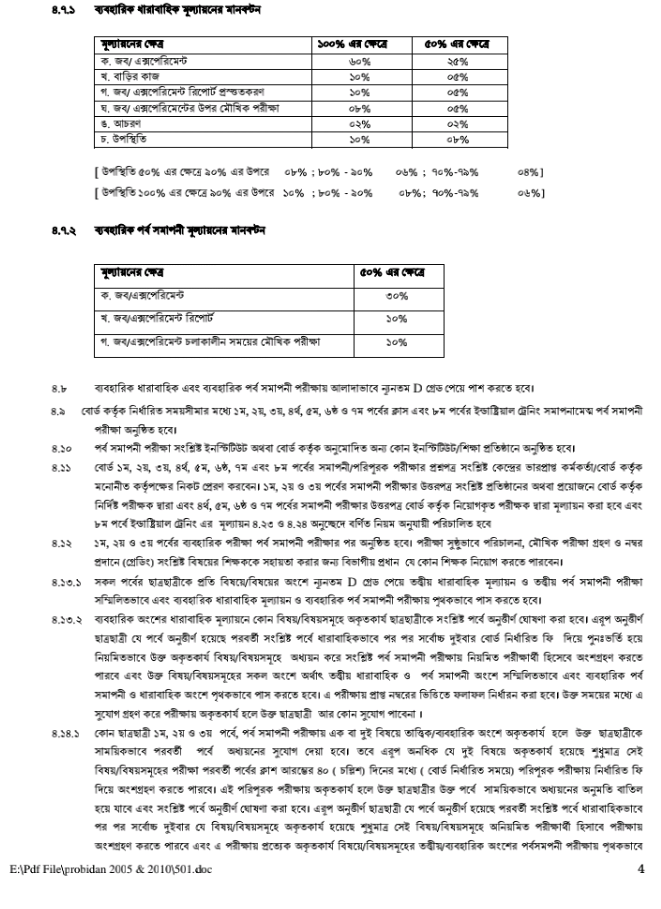 ৪.৭.১ ব্যবহারিক ধারাবাহিক মূল্যায়নের মানবন্টন
মূল্যায়নের ক্ষেত্র ১০০% এর ক্ষেত্রে ৫০% এর ক্ষেত্রে
ক. জব/ এক্সপেরিমেন্ট ৬০% ২৫%
খ. বাড়ির কাজ ১০% ০৫%
গ. জব/ এক্সপেরিমেন্ট রিপোর্ট প্রস্তুতকরণ ১০% ০৫%
ঘ. জব/ এক্সপেরিমেন্টের উপর মৌখিক পরীক্ষা ০৮% ০৫%
ঙ. আচরণ ০২% ০২%
চ. উপস্থিতি ১০% ০৮%
[ উপস্থিতি ৫০% এর ক্ষেত্রে ৯০% এর উপরে ০৮% ; ৮০% - ৯০% ০৬% ; ৭০%-৭৯% ০৪%]
[ উপস্থিতি ১০০% এর ক্ষেত্রে ৯০% এর উপরে ১০% ; ৮০% - ৯০% ০৮%; ৭০%-৭৯% ০৬%]
৪.৭.২ ব্যবহারিক পর্ব সমাপনী মূল্যায়নের মানবন্টন
মূল্যায়নের ক্ষেত্র ৫০% এর ক্ষেত্রে
ক. জব/এক্সপেরিমেন্ট ৩০%
খ. জব/এক্সপেরিমেন্ট রিপোর্ট ১০%
গ. জব/এক্সপেরিমেন্ট চলাকালীন সময়ের মৌখিক পরীক্ষা ১০%
৪.৮ ব্যবহারিক ধারাবাহিক এবং ব্যবহারিক পর্ব সমাপনী পরীক্ষায় আলাদাভাবে ন্যূনতম D গ্রেড পেয়ে পাশ করতে হবে।
৪.৯ বোর্ড কর্তৃক নির্ধারিত সময়সীমার মধ্যে ১ম, ২য়, ৩য়, ৪র্থ, ৫ম, ৬ষ্ঠ ও ৭ম পর্বের ক্লাস এবং ৮ম পর্বের ইন্ডাষ্ট্রিয়াল ট্রেনিং সমাপনামেত্ম পর্ব সমাপনী
পরীক্ষা অনুষ্ঠিত হবে।
৪.১০ পর্ব সমাপনী পরীক্ষা সংশ্লিষ্ট ইনস্টিটিউট অথবা বোর্ড কর্তৃক অনুমোদিত অন্য কোন ইনস্টিটিউট/শিক্ষা প্রতিষ্ঠানে অনুষ্ঠিত হবে।
৪.১১ বোর্ড ১ম, ২য়, ৩য়, ৪র্থ, ৫ম, ৬ষ্ঠ, ৭ম এবং ৮ম পর্বের সমাপনী/পরিপূরক পরীক্ষার প্রশ্নপত্র সংশ্লিষ্ট কেন্দ্রের ভারপ্রাপ্ত কর্মকর্তা/বোর্ড কর্তৃক
মনোনীত কর্তৃপক্ষের নিকট প্রেরণ করবেন। ১ম, ২য় ও ৩য় পর্বের সমাপনী পরীক্ষার উত্তরপত্র সংশ্লিষ্ট প্রতিষ্ঠানের অথবা প্রয়োজনে বোর্ড কর্তৃক
নির্দিষ্ট পরীক্ষক দ্বারা এবং ৪র্থ, ৫ম, ৬ষ্ঠ ও ৭ম পর্বের সমাপনী পরীক্ষার উত্তরপত্র বোর্ড কর্তৃক নিয়োগকৃত পরীক্ষক দ্বারা মূল্যায়ন করা হবে এবং
৮ম পর্বে ইন্ডাষ্ট্রিয়াল ট্রেনিং এর মূল্যায়ন ৪.২৩ ও ৪.২৪ অনুচ্ছেদে বর্ণিত নিয়ম অনুযায়ী পরিচালিত হবে
৪.১২ ১ম, ২য় ও ৩য় পর্বের ব্যবহারিক পরীক্ষা পর্ব সমাপনী পরীক্ষার পর অনুষ্ঠিত হবে। পরীক্ষা সুষ্ঠুভাবে পরিচালনা, মৌখিক পরীক্ষা গ্রহণ ও নম্বর
প্রদানে (গ্রেডিং) সংশ্লিষ্ট বিষয়ের শিক্ষককে সহায়তা করার জন্য বিভাগীয় প্রধান যে কোন শিক্ষক নিয়োগ করতে পারবেন।
৪.১৩.১ সকল পর্বের ছাত্রছাত্রীকে প্রতি বিষয়ে/বিষয়ের অংশে ন্যূনতম D গ্রেড পেয়ে তত্ত্বীয় ধারাবাহিক মূল্যায়ন ও তত্ত্বীয় পর্ব সমাপনী পরীক্ষা
সম্মিলিতভাবে এবং ব্যবহারিক ধারাবাহিক মূল্যায়ন ও ব্যবহারিক পর্ব সমাপনী পরীক্ষায় পৃথকভাবে পাস করতে হবে।
৪.১৩.২ ব্যবহারিক অংশের ধারাবাহিক মূল্যায়নে কোন বিষয়/বিষয়সমূহে অকৃতকার্য ছাত্রছাত্রীকে সংশ্লিষ্ট পর্বে অনুত্তীর্ণ ঘোষণা করা হবে। এরূপ অনুত্তীর্ণ
ছাত্রছাত্রী যে পর্বে অনুত্তীর্ণ হয়েছে পরবর্তী সংশ্লিষ্ট পর্বে ধারাবাহিকভাবে পর পর সর্বোচ্চ দুইবার বোর্ড নির্ধারিত ফি দিয়ে পুনঃভর্তি হয়ে
নিয়মিতভাবে উক্ত অকৃতকার্য বিষয়/বিষয়সমূহে অধ্যয়ন করে সংশ্লিষ্ট পর্ব সমাপনী পরীক্ষায় নিয়মিত পরীক্ষার্থী হিসেবে অংশগ্রহণ করতে
পারবে এবং উক্ত বিষয়/বিষয়সমূহের সকল অংশে অর্থাৎ তত্ত্বীয় ধারাবাহিক ও পর্ব সমাপনী অংশে সম্মিলিতভাবে এবং ব্যবহারিক পর্ব
সমাপনী ও ধারাবাহিক অংশে পৃথকভাবে পাস করতে হবে। এ পরীক্ষায় প্রাপ্ত নম্বরের ভিত্তিতে ফলাফল নির্ধারন করা হবে। উক্ত সময়ের মধ্যে এ
সুযোগ গ্রহণ করে পরীক্ষায় অকৃতকার্য হলে উক্ত ছাত্রছাত্রী আর কোন সুযোগ পাবেনা ।
৪.১৪.১ কোন ছাত্রছাত্রী ১ম, ২য় ও ৩য় পর্বে, পর্ব সমাপনী পরীক্ষায় এক বা দুই বিষয়ে তাত্ত্বিক/ব্যবহারিক অংশে অকৃতকার্য হলে উক্ত ছাত্রছাত্রীকে
সাময়িকভাবে পরবর্তী পর্বে অধ্যয়নের সুযোগ দেয়া হবে। তবে এরূপ অনধিক যে দুই বিষয়ে অকৃতকার্য হয়েছে শুধুমাত্র সেই
বিষয়/বিষয়সমূহের পরীক্ষা পরবর্তী পর্বের ক্লাশ আরম্ভের ৪০ ( চল্লিশ) দিনের মধ্যে ( বোর্ড নির্ধারিত সময়ে) পরিপূরক পরীক্ষায় নির্ধারিত ফি
দিয়ে অংশগ্রহণ করতে পারবে। এই পরিপূরক পরীক্ষায় অকৃতকার্য হলে উক্ত ছাত্রছাত্রীর উক্ত পর্বে সাময়িকভাবে অধ্যয়নের অনুমতি বাতিল
হয়ে যাবে এবং সংশ্লিষ্ট পর্বে অনুত্তীর্ণ ঘোষণা করা হবে। এরূপ অনুত্তীর্ণ ছাত্রছাত্রী যে পর্বে অনুত্তীর্ণ হয়েছে পরবর্তী সংশ্লিষ্ট পর্বে ধারাবাহিকভাবে
পর পর সর্বোচ্চ দুইবার যে বিষয়/বিষয়সমূহে অকৃতকার্য হয়েছে শুধুমাত্র সেই বিষয়/বিষয়সমূহে অনিয়মিত পরীক্ষার্থী হিসাবে পরীক্ষায়
অংশগ্রহণ করতে পারবে এবং এ পরীক্ষায় প্রত্যেক অকৃতকার্য বিষয়ে/বিষয়সমূহের তত্ত্বীয়/ব্যবহারিক অংশের পর্বসমপনী পরীক্ষায় পৃথকভাবে
E:\Pdf File\probidan 2005 & 2010\501.doc 4